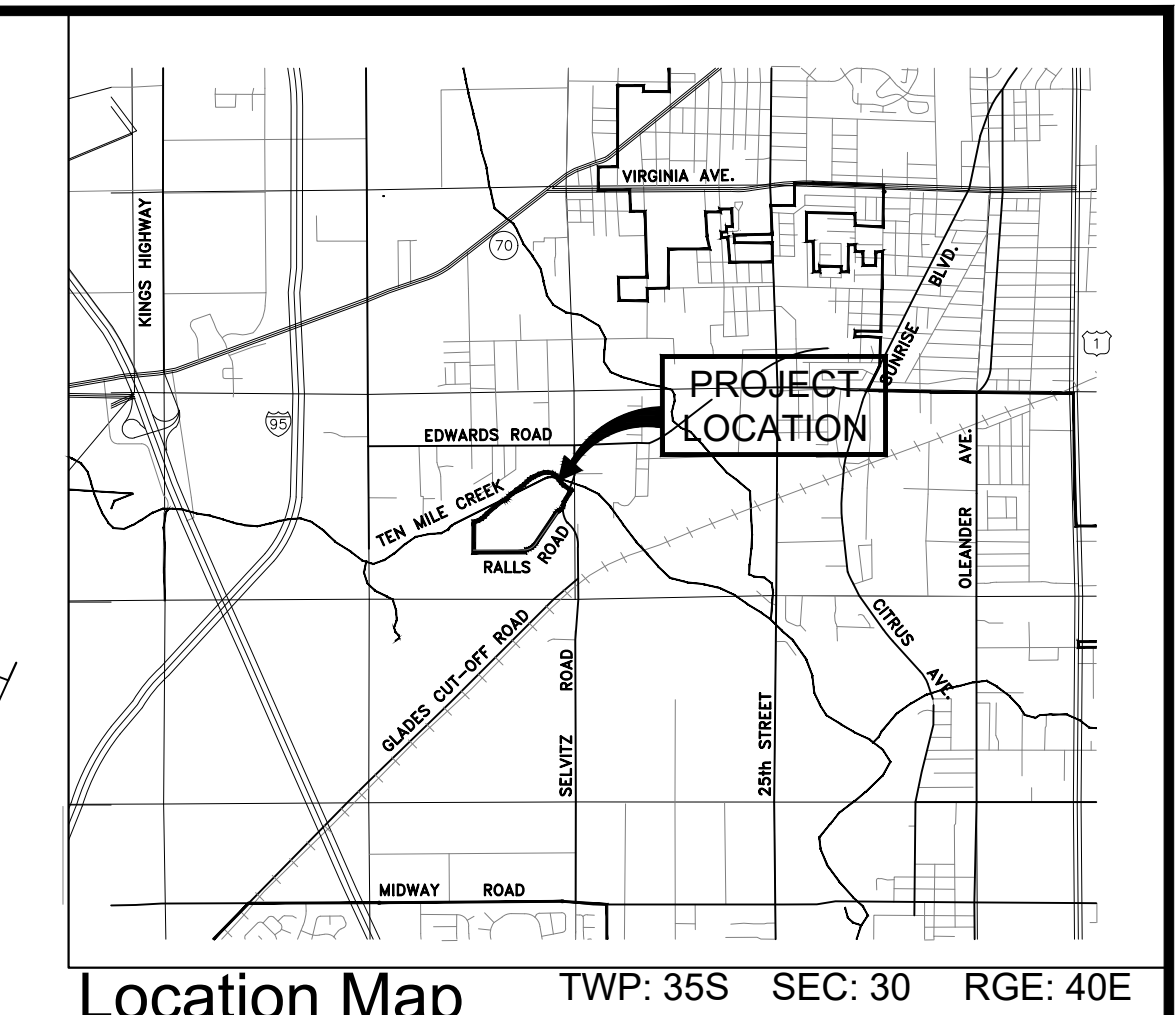 VIRGINIA AVE.
KINGS HIGHWAY
70
BLVD.
SUNRISE
1
PROJECT
LOCATION
95
EDWARDS ROAD
AVE.
OLEANDER
TEN MILE CREEK
RALLS ROAD
CITRUS
AVE.
GLADES CUT-OFF ROAD
SELVITZ ROAD
25th STREET
MIDWAY ROAD
Location Map
TWP: 35S SEC: 30 RGE: 40E